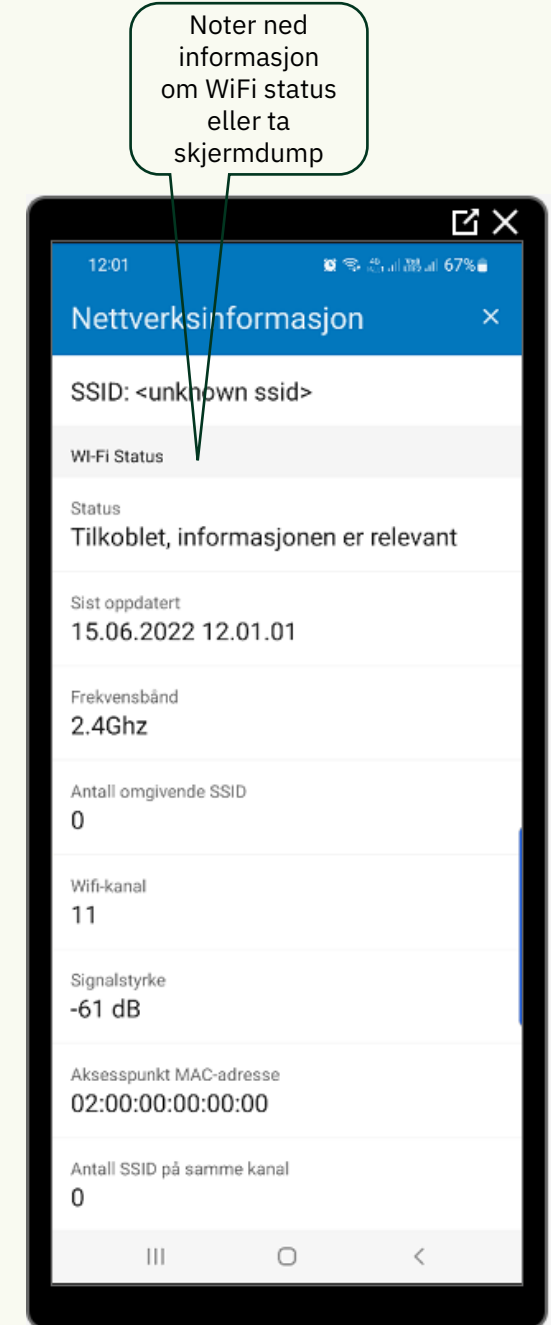 Noter ned
informasjon
om WiFi status
eller ta
skjermdump
12:01
67%
Nettverksinformasjon
SSID: <unknown ssid>
WI-Fi Status
Status
Tilkoblet, informasjonen er relevant
Sist oppdatert
15.06.2022 12.01.01
Frekvensbånd
2.4Ghz
Antall omgivende SSID
0
Wifi-kanal
11
Signalstyrke
-61 dB
Aksesspunkt MAC-adresse
02:00:00:00:00:00
Antall SSID på samme kanal
0